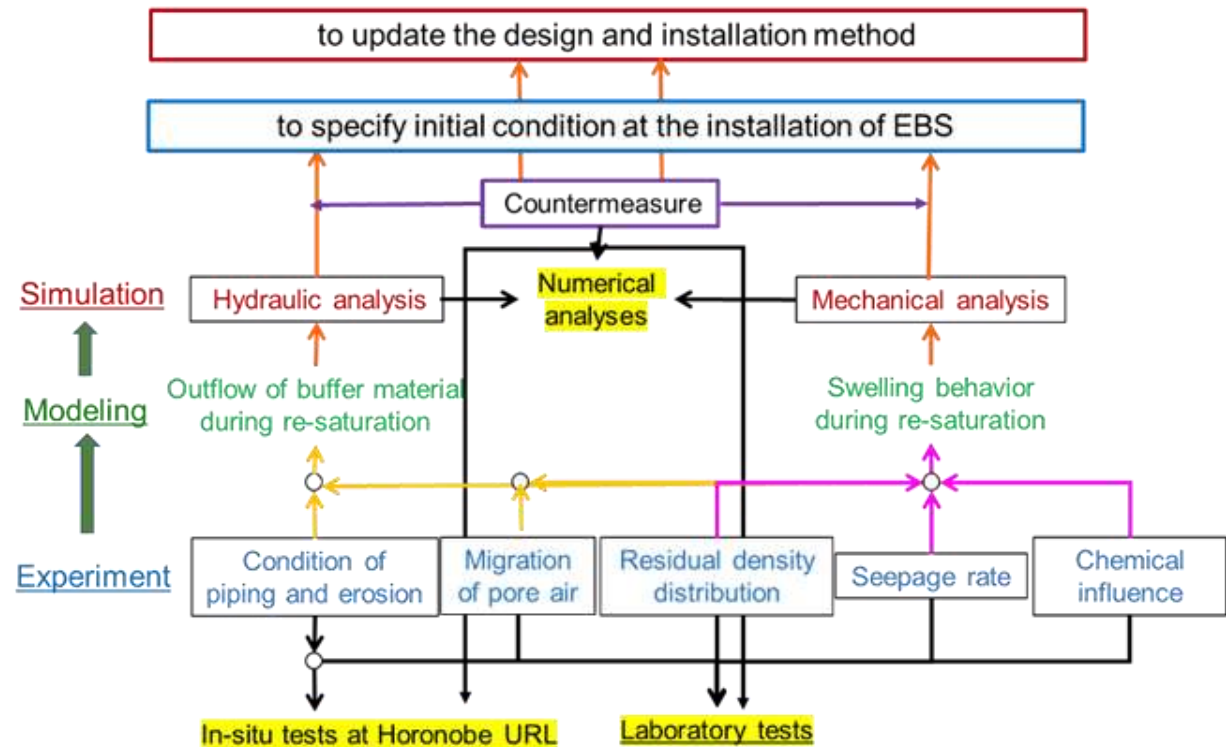 to update the design and installation method
to specify initial condition at the installation of EBS
Countermeasure
Simulation
Hydraulic analysis
Numerical
analyses
Mechanical analysis
Modeling
Outflow of buffer material
during re-saturation
Swelling behavior
during re-saturation
Experiment
Condition of
piping and erosion
Migration
of pore air
Residual density
distribution
Seepage rate
Chemical
influence
In-situ tests at Horonobe URL
Laboratory tests